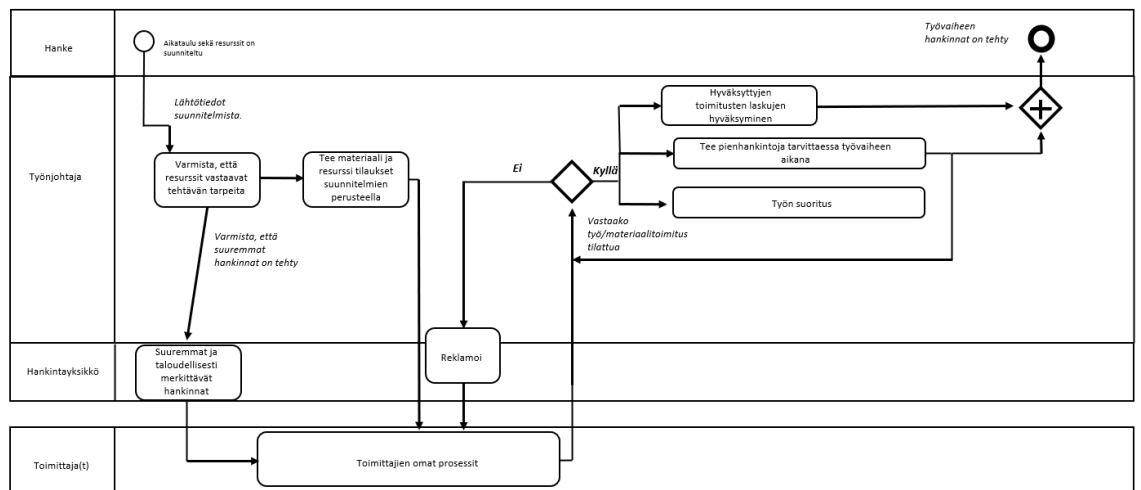 Hanke
Aikataulu sekä resurssit on
suunniteltu
Työvaiheen
hankinnat on tehty
Työnjohtaja
Lähtötiedot
suunnitelmista.
Varmista, että
resurssit vastaavat
tehtävän tarpeita
Tee materiaali ja
resurssi tilaukset
suunnitelmien
perusteella
Varmista, että
suuremmat
hankinnat on tehty
Ei
Kyllä
Vastaako
työ/materiaalitoimitus
tilattua
Hyväksyttyjen
toimitusten laskujen
hyväksyminen
Tee pienhankintoja tarvittaessa työvaiheen
aikana
Työn suoritus
Hankintayksikkö
Suuremmat ja
taloudellisesti
merkittävät
hankinnat
Reklamoi
Toimittaja(t)
Toimittajien omat prosessit